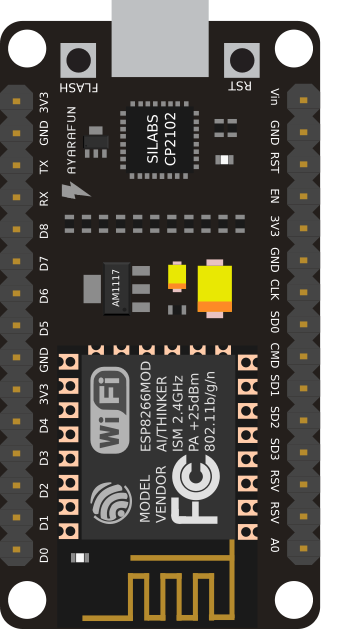 FLASH
RST
3V3
GND
TX
RX
D8
D7
D6
D5
GND
3V3
D4
D3
D2
D1
D0
AYARAFUN
SILABS
CP2102
AM1117
Wi Fi
ESP8266MOD
AI/THINKER
ISM 2.4GHz
PA +25dBm
802.11b/g/n
MODEL
VENDOR
FC
Vin
GND
RST
EN
3V3
GND
CLK
SD0
CMD
SD1
SD2
SD3
RSV
RSV
A0